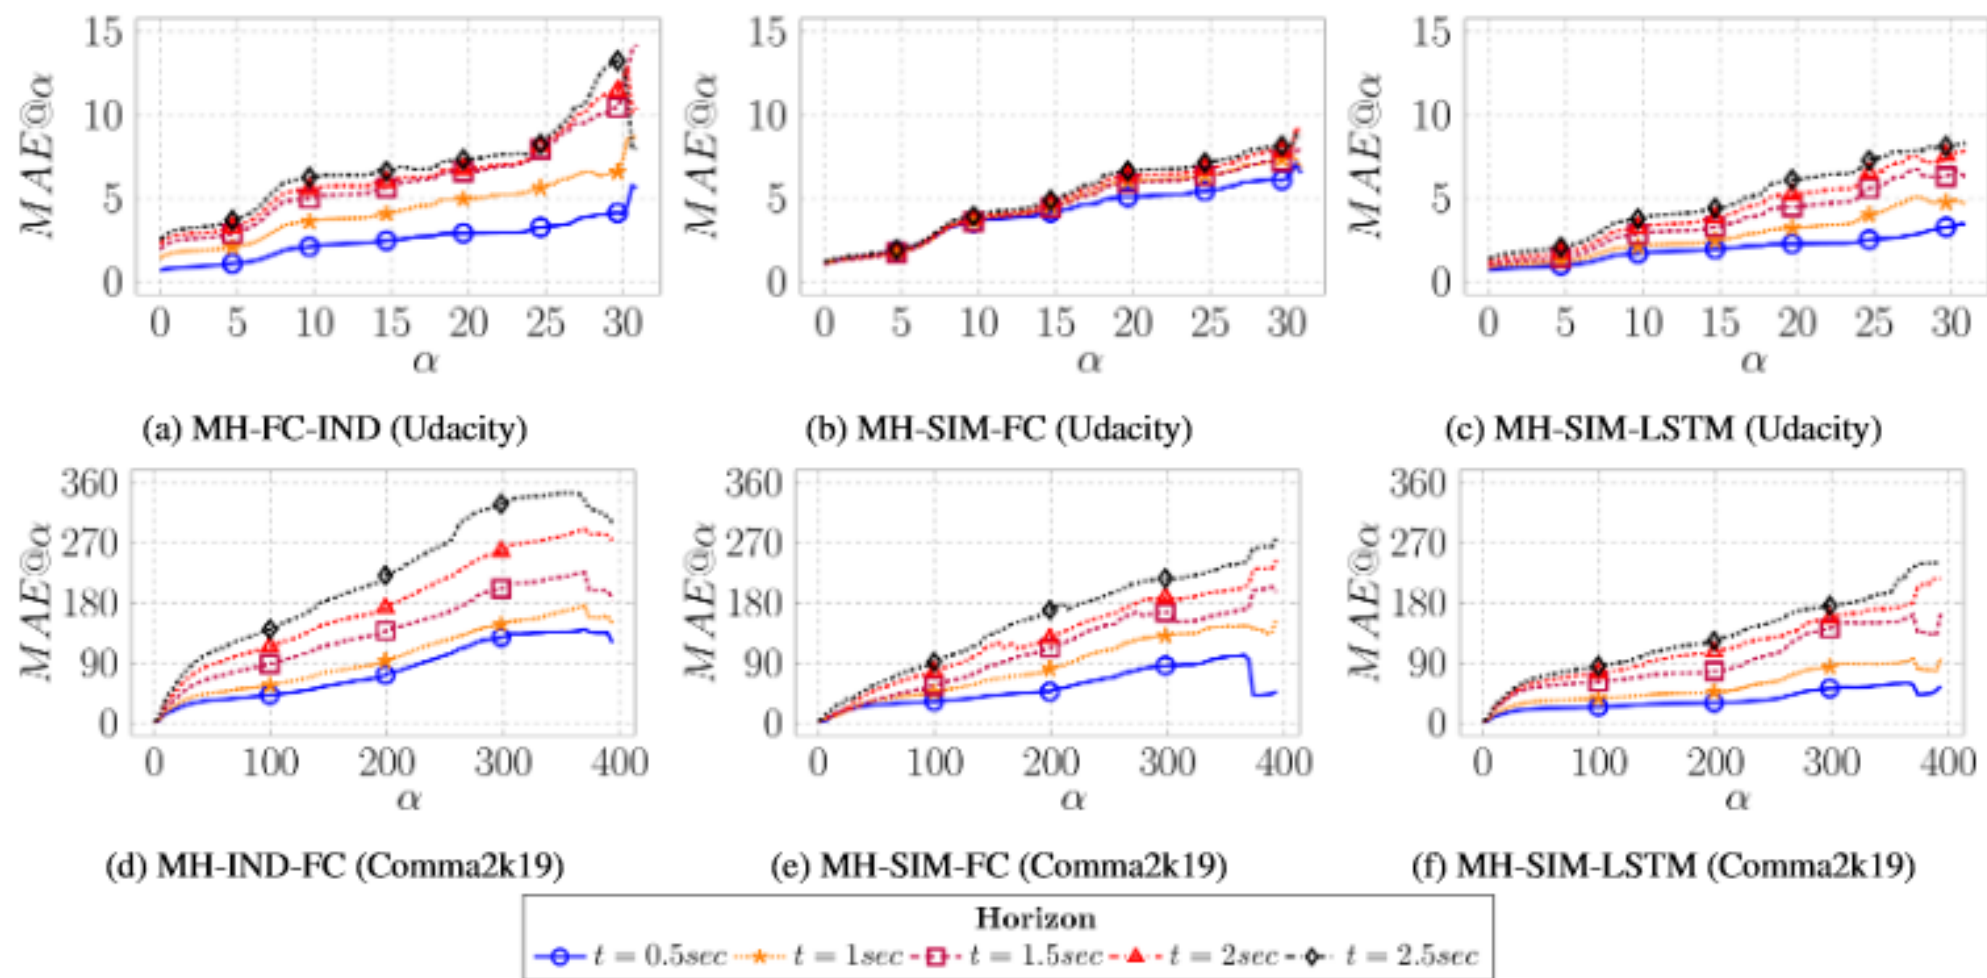 15
10
5
0
MAE@α
0 5 10 15 20 25 30
α
(a) MH-FC-IND (Udacity)
15
10
5
0
MAE@α
0 5 10 15 20 25 30
α
(b) MH-SIM-FC (Udacity)
15
10
5
0
MAE@α
0 5 10 15 20 25 30
α
(c) MH-SIM-LSTM (Udacity)
360
270
180
90
0
MAE@α
0 100 200 300 400
α
(d) MH-IND-FC (Comma2k19)
360
270
180
90
0
MAE@α
0 100 200 300 400
α
(e) MH-SIM-FC (Comma2k19)
360
270
180
90
0
MAE@α
0 100 200 300 400
α
(f) MH-SIM-LSTM (Comma2k19)
Horizon
t = 0.5sec t = 1sec t = 1.5sec t = 2sec t = 2.5sec